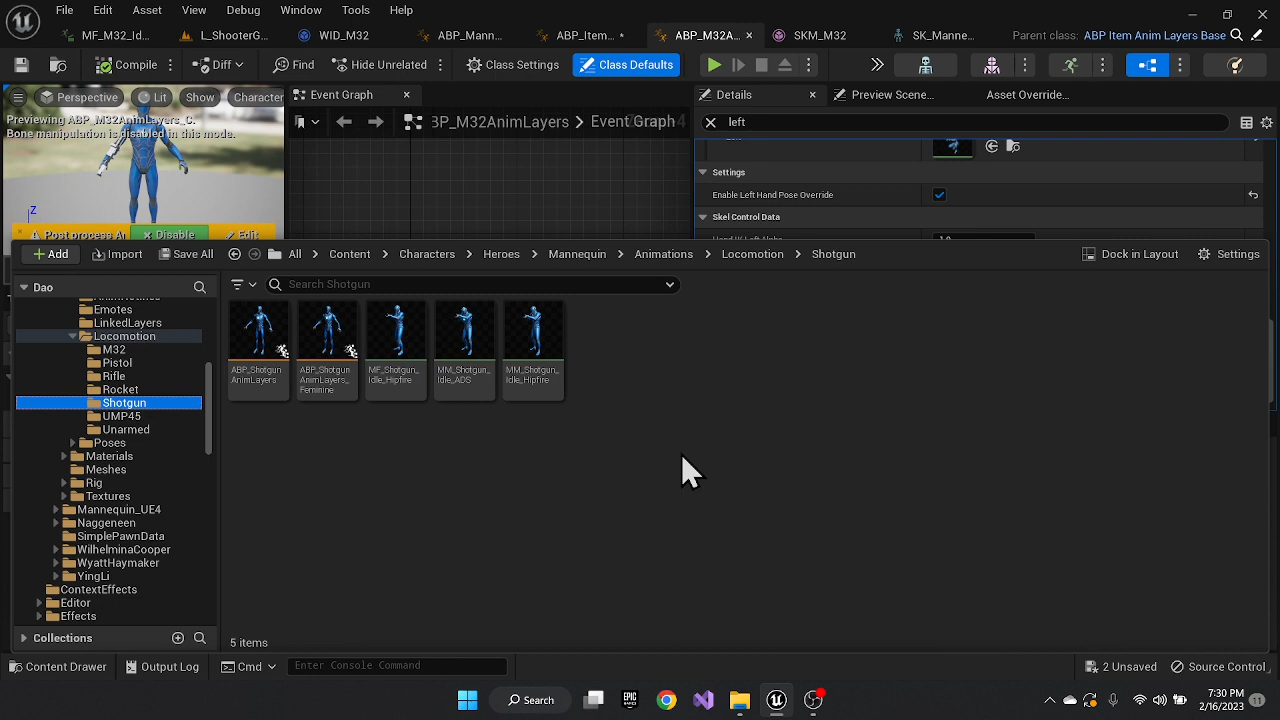 File Edit Asset View Debug Window Tools Help
MF_M32_Id... L_ShooterG... WID_M32 ABP_Mann... ABP_Item... * ABP_M32A... SKM_M32 SK_Manne... Parent class: ABP Item Anim Layers Base
Compile Diff Find Hide Unrelated Class Settings Class Defaults
Perspective Lit Show Character
Previewing ABP_M32AnimLayers_C.
Bone manipulation is disabled in this mode.
Z
Post process Disable Edit
Event Graph
BP_M32AnimLayers > Event Graph
Details Preview Scene... Asset Override...
left
Settings
Enable Left Hand Pose Override
Skel Control Data
Add Import Save All All > Content > Characters > Heroes > Mannequin > Animations > Locomotion > Shotgun Dock in Layout Settings
Dao
Search Shotgun
Emotes
LinkedLayers
Locomotion
M32
Pistol
Rifle
Rocket
Shotgun
UMP45
Unarmed
Poses
Materials
Meshes
Rig
Textures
Mannequin_UE4
Naggeneen
SimplePawnData
WilhelminaCooper
WyattHaymaker
YingLi
ContextEffects
Editor
Effects
Collections
ABP_Shotgun
AnimLayers
ABP_Shotgun
AnimLayers_
Feminine
MF_Shotgun_
Idle_Hipfire
MM_Shotgun_
Idle_ADS
MM_Shotgun_
Idle_Hipfire
5 items
Content Drawer Output Log Cmd Enter Console Command 2 Unsaved Source Control
Search EPIC GAMES 7:30 PM
2/16/2023 11